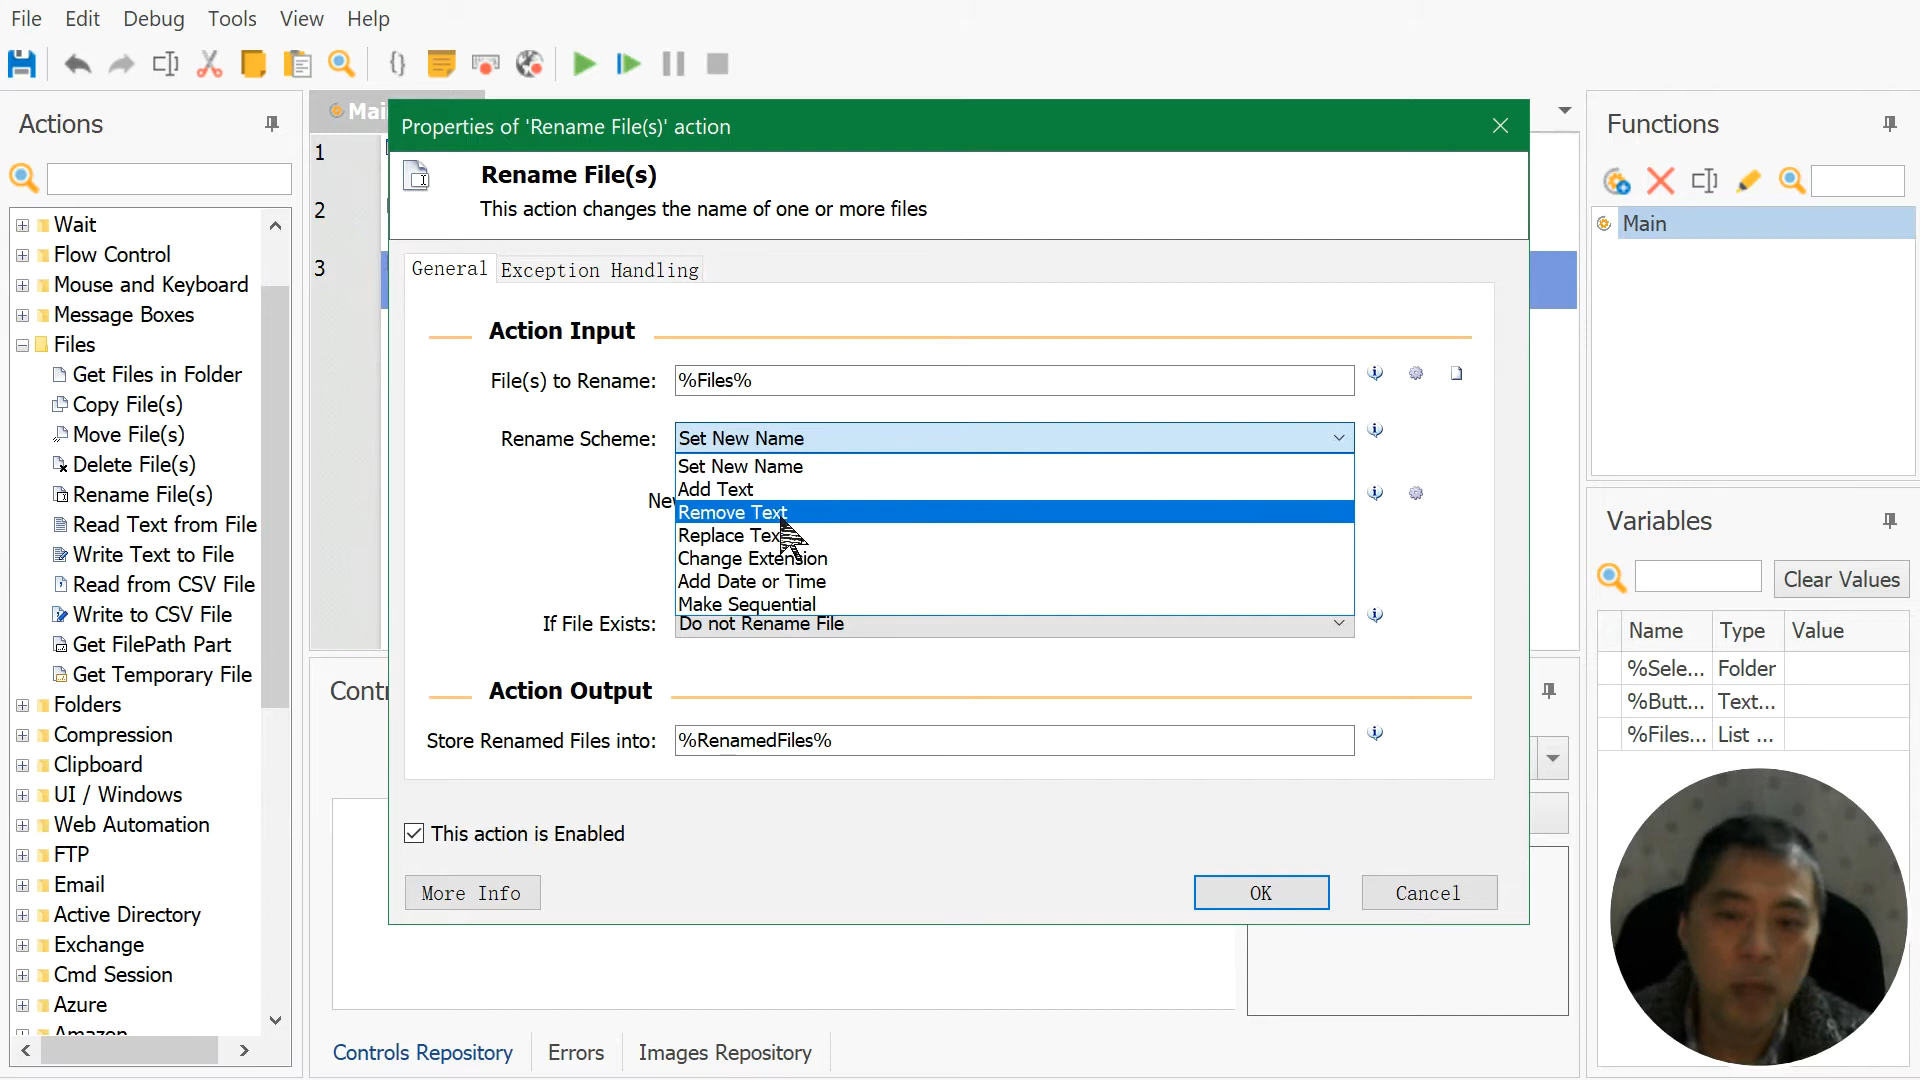 File Edit Debug Tools View Help
Actions
Wait
Flow Control
Mouse and Keyboard
Message Boxes
Files
Get Files in Folder
Copy File(s)
Move File(s)
Delete File(s)
Rename File(s)
Read Text from File
Write Text to File
Read from CSV File
Write to CSV File
Get FilePath Part
Get Temporary File
Folders
Compression
Clipboard
UI / Windows
Web Automation
FTP
Email
Active Directory
Exchange
Cmd Session
Azure
Amazon
Mai
1
2
3
Properties of 'Rename File(s)' action
Rename File(s)
This action changes the name of one or more files
General Exception Handling
Action Input
File(s) to Rename: %Files%
Rename Scheme: Set New Name
Set New Name
Add Text
New
Remove Text
Replace Text
Change Extension
Add Date or Time
Make Sequential
If File Exists: Do not Rename File
Action Output
Store Renamed Files into: %RenamedFiles%
This action is Enabled
More Info OK Cancel
Contr
Controls Repository Errors Images Repository
Functions
Main
Variables
Clear Values
Name Type Value
%Sele... Folder
%Butt... Text...
%Files... List ...